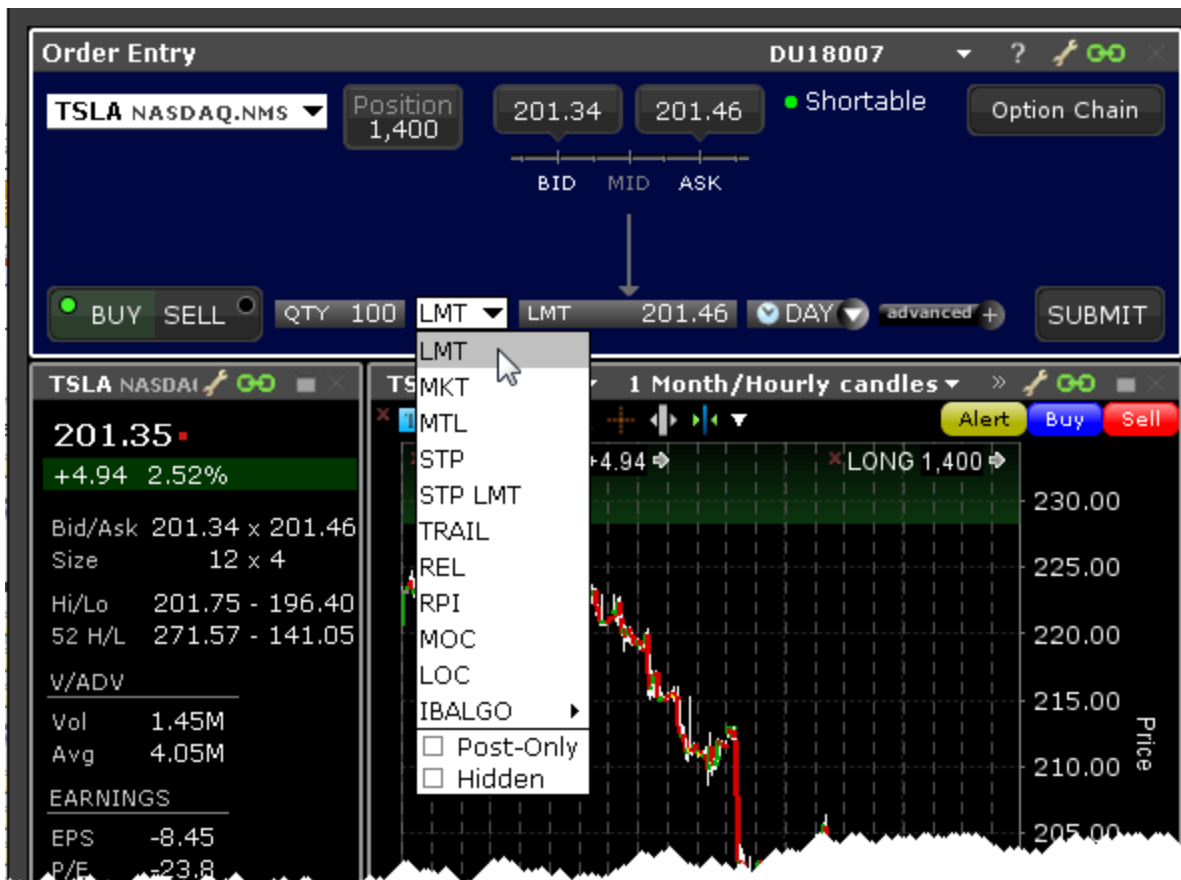 Order Entry DU18007 ?
TSLA NASDAQ.NMS Position 1,400 201.34 201.46 Shortable Option Chain
BID MID ASK
BUY SELL QTY 100 LMT LMT 201.46 DAY advanced + SUBMIT
LMT
MKT
MTL
STP
STP LMT
TRAIL
REL
RPI
MOC
LOC
IBALGO
Post-Only
Hidden
TSLA NASDA
201.35
+4.94 2.52%
Bid/Ask 201.34 x 201.46
Size 12 x 4
Hi/Lo 201.75 - 196.40
52 H/L 271.57 - 141.05
V/ADV
Vol 1.45M
Avg 4.05M
EARNINGS
EPS -8.45
P/E -23.8
1 Month/Hourly candles »
Alert Buy Sell
+4.94 LONG 1,400
230.00
225.00
220.00
215.00
210.00
205.00
Price